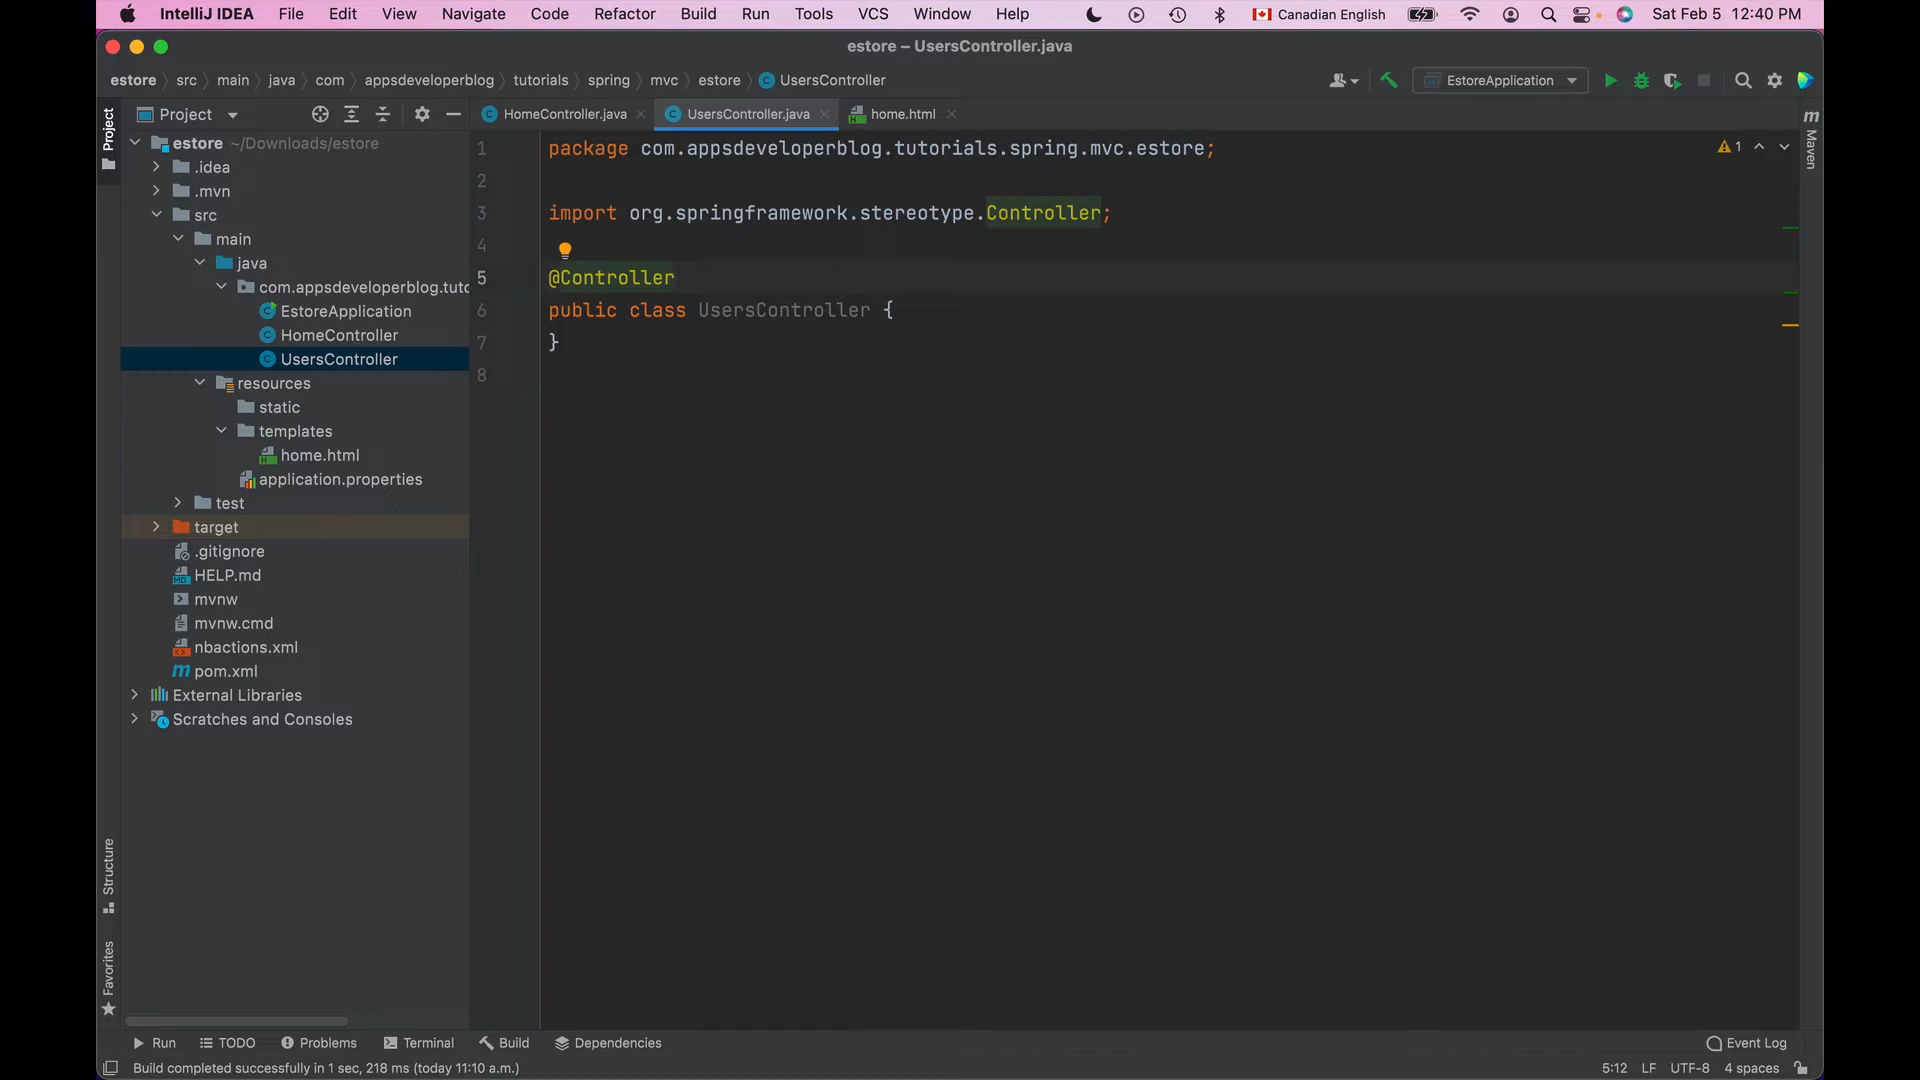 IntelliJ IDEA File Edit View Navigate Code Refactor Build Run Tools VCS Window Help Canadian English Sat Feb 5 12:40 PM
estore – UsersController.java
estore src main java com appsdeveloperblog tutorials spring mvc estore UsersController EstoreApplication
Project
Project
HomeController.java UsersController.java home.html
m Maven
estore ~/Downloads/estore
.idea
.mvn
src
main
java
com.appsdeveloperblog.tuto
EstoreApplication
HomeController
UsersController
resources
static
templates
home.html
application.properties
test
target
.gitignore
HELP.md
mvnw
mvnw.cmd
nbactions.xml
pom.xml
External Libraries
Scratches and Consoles
1 package com.appsdeveloperblog.tutorials.spring.mvc.estore;
1
2
3 import org.springframework.stereotype.Controller;
4
5 @Controller
6 public class UsersController {
7 }
8
Structure
Favorites
Run TODO Problems Terminal Build Dependencies Event Log
Build completed successfully in 1 sec, 218 ms (today 11:10 a.m.) 5:12 LF UTF-8 4 spaces